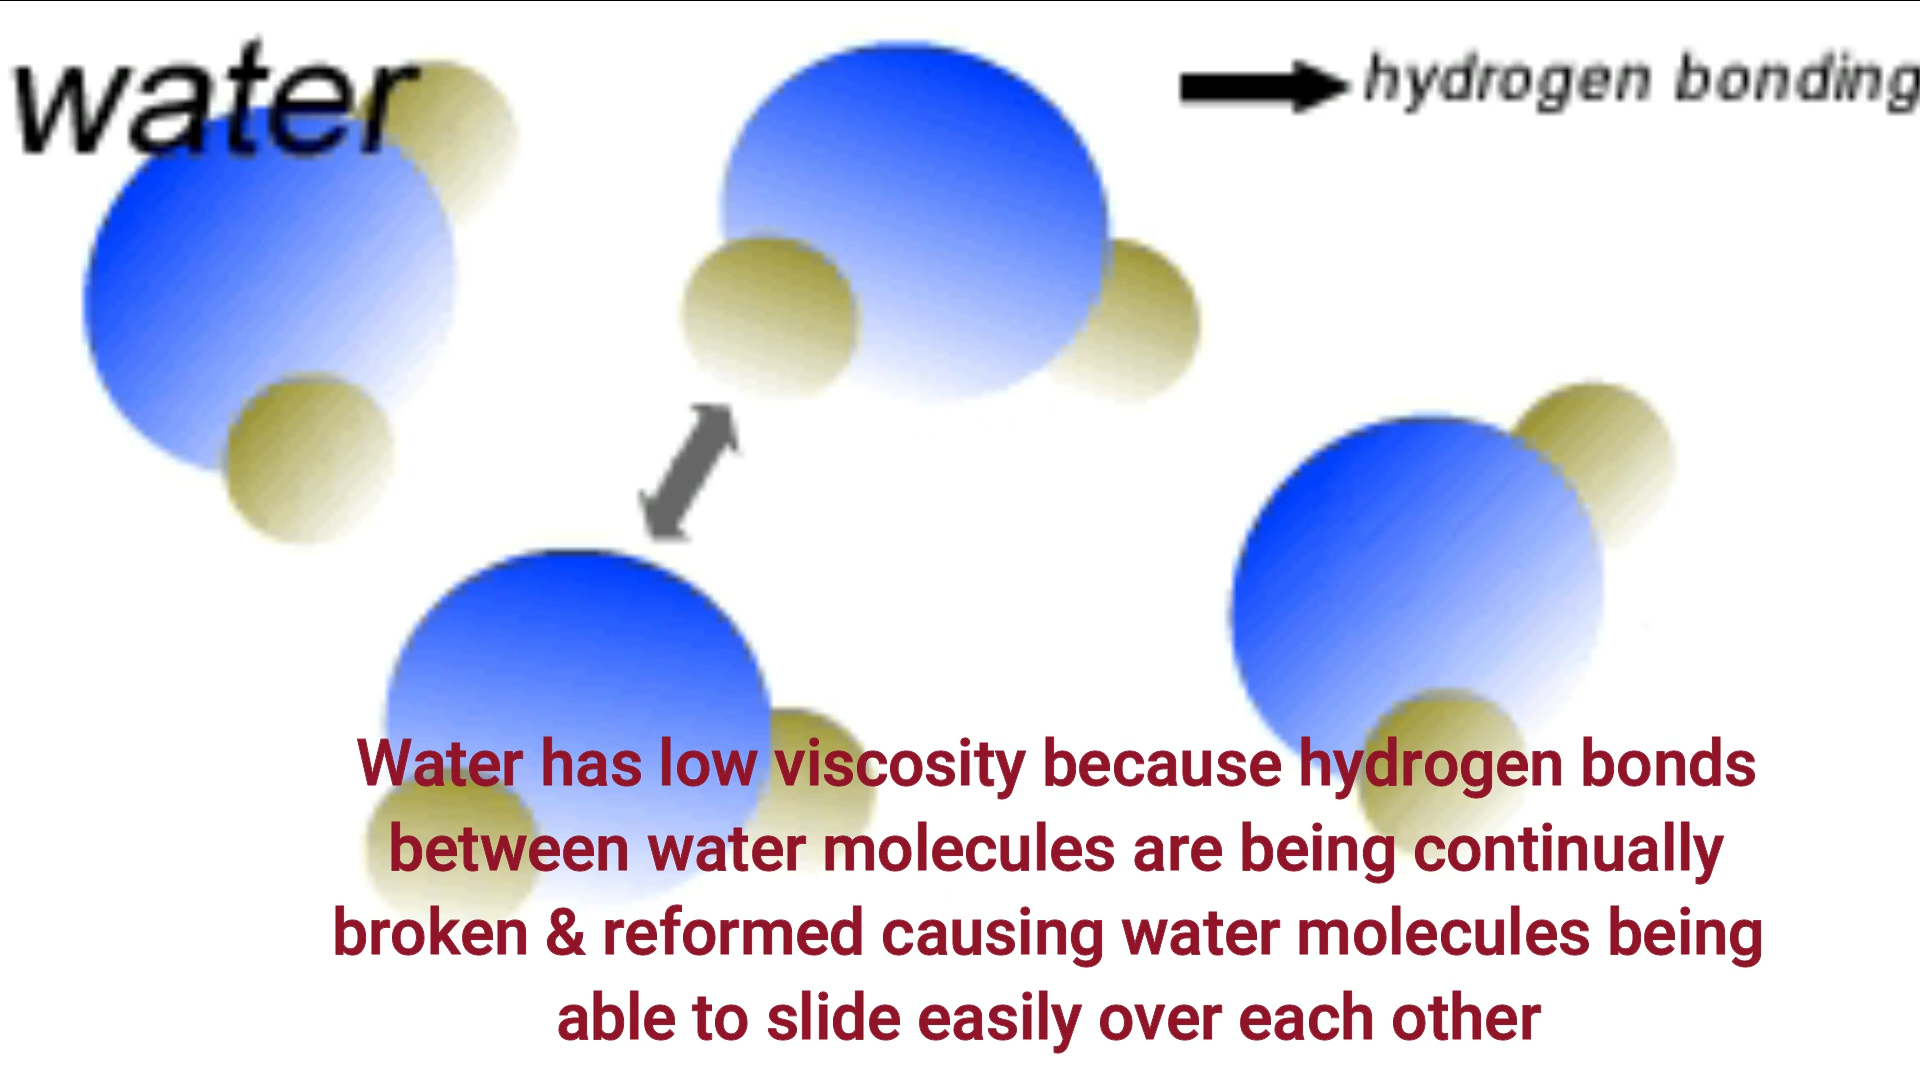 water
hydrogen bonding
Water has low viscosity because hydrogen bonds
between water molecules are being continually
broken & reformed causing water molecules being
able to slide easily over each other